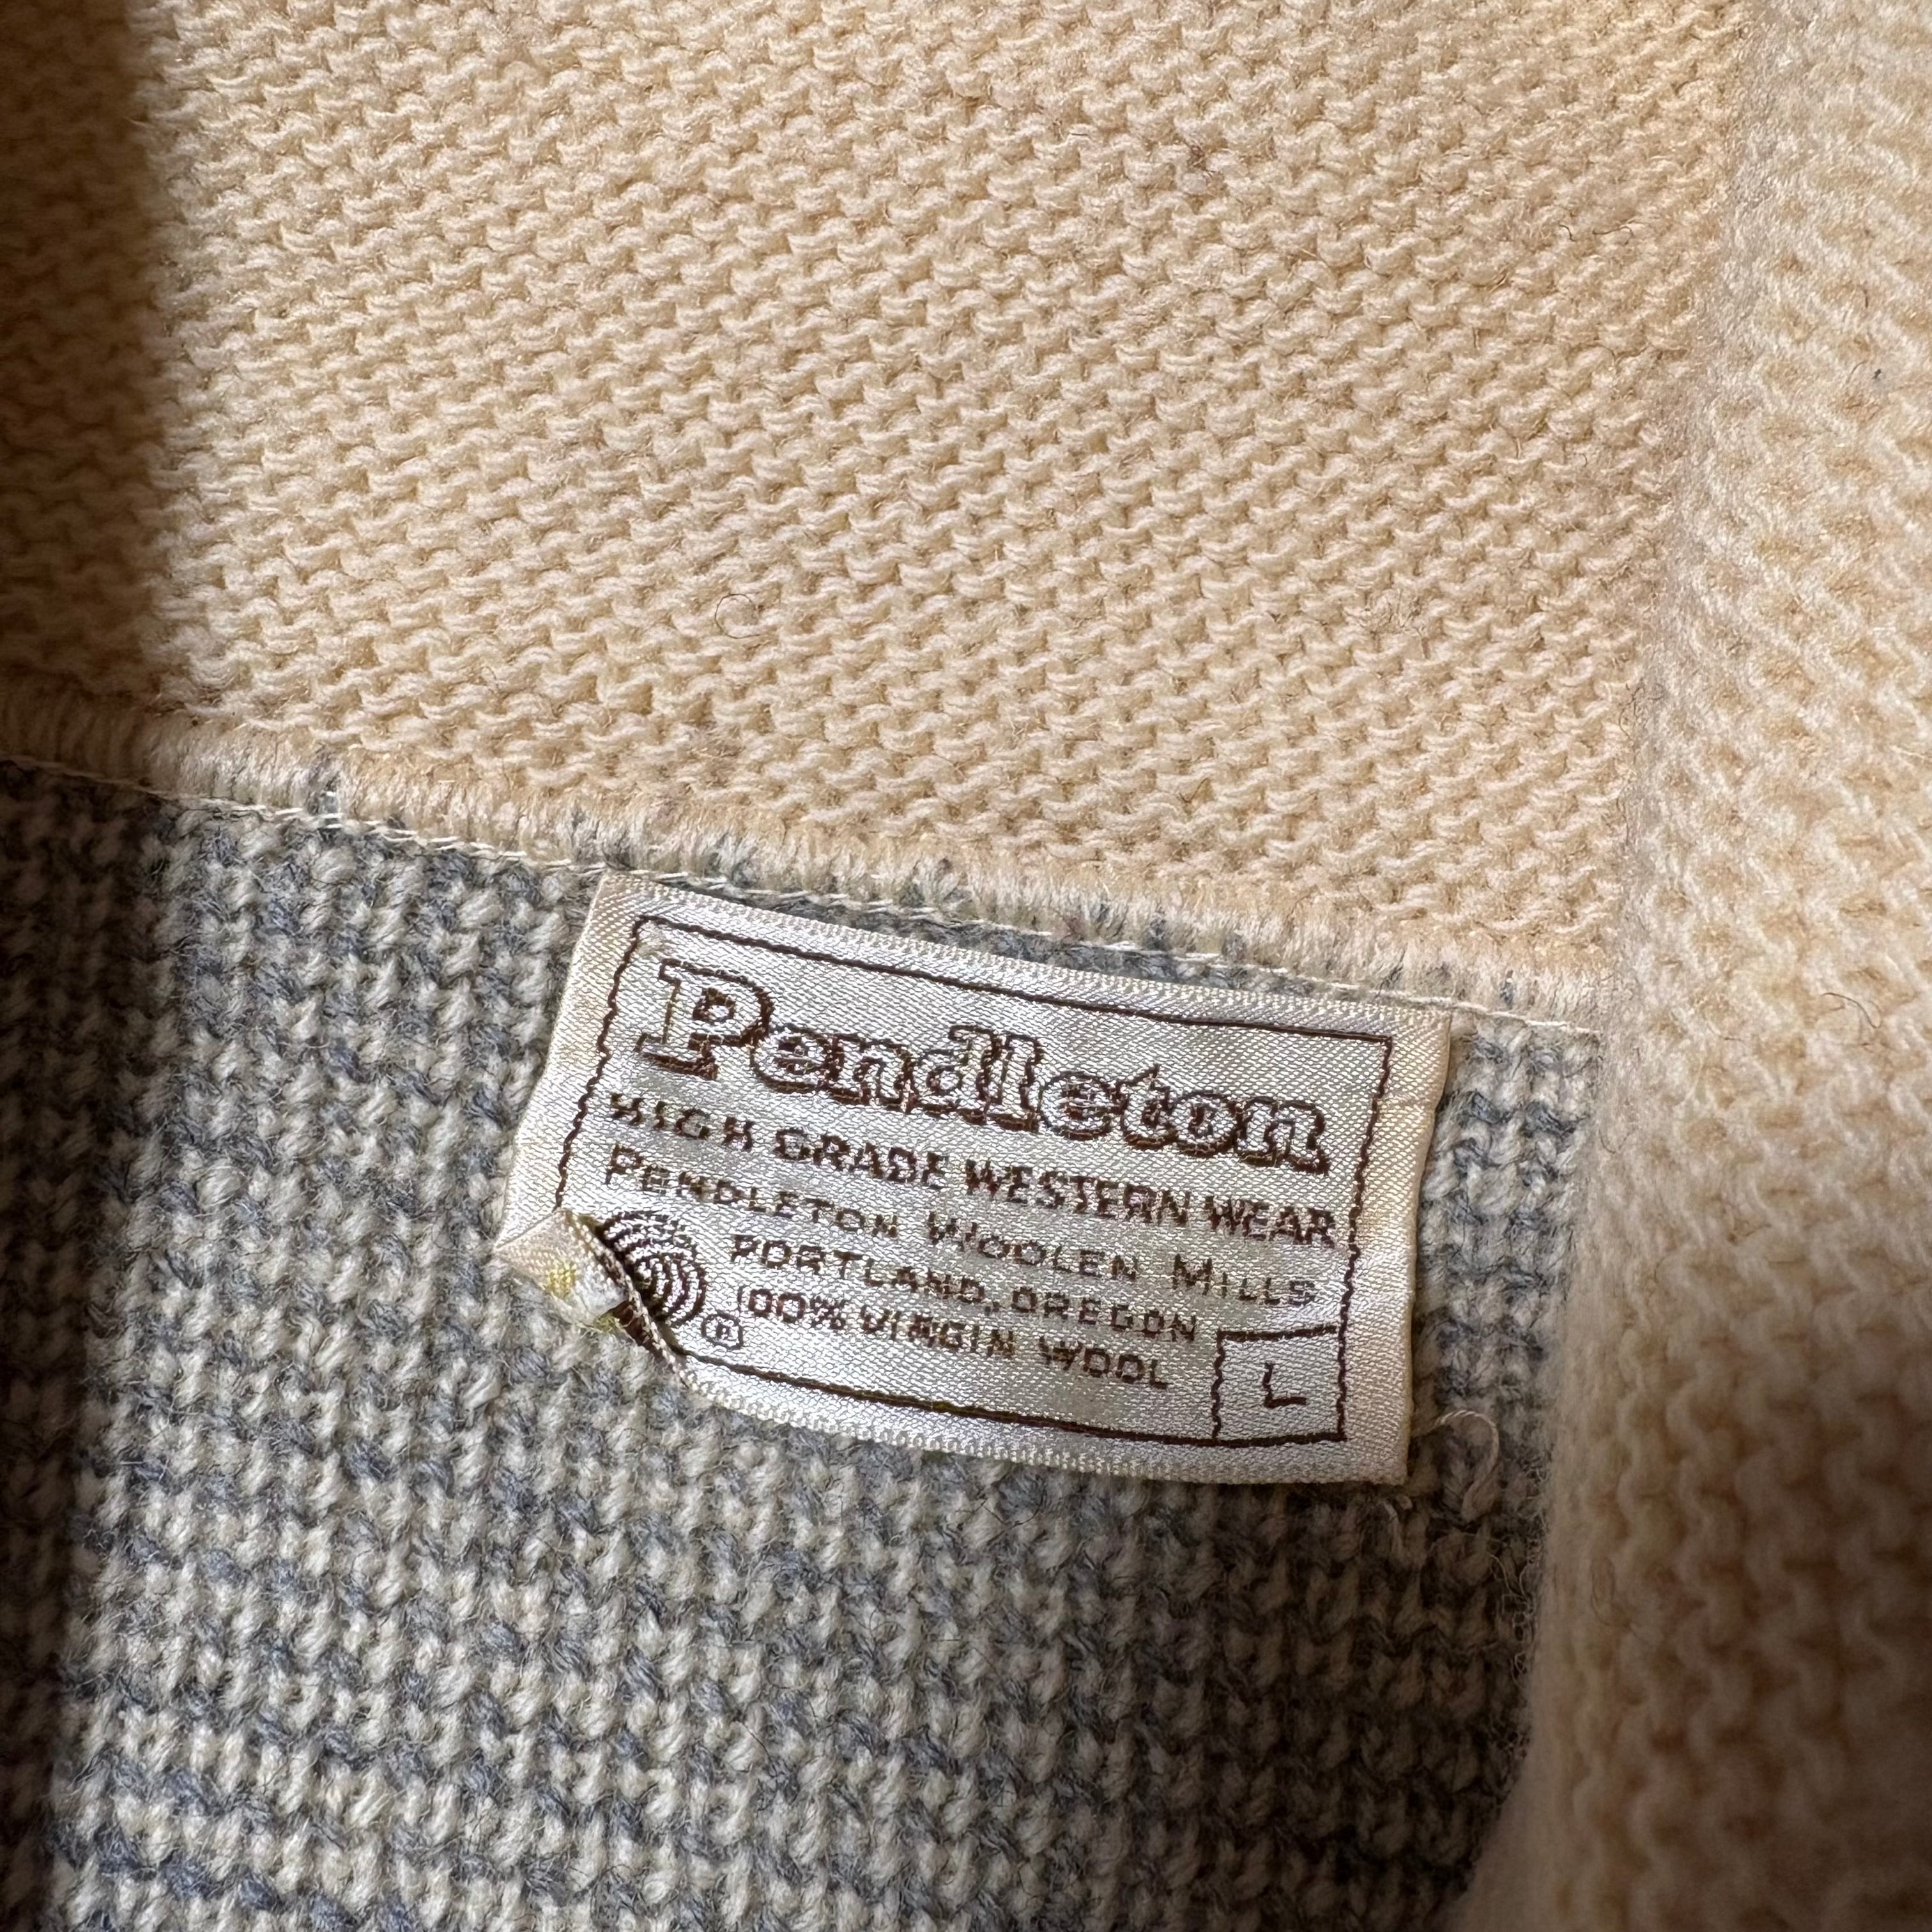 Pendleton
HIGH GRADE WESTERN WEAR
PENDLETON WOOLEN MILLS
PORTLAND, OREGON
100% VIRGIN WOOL
®
L